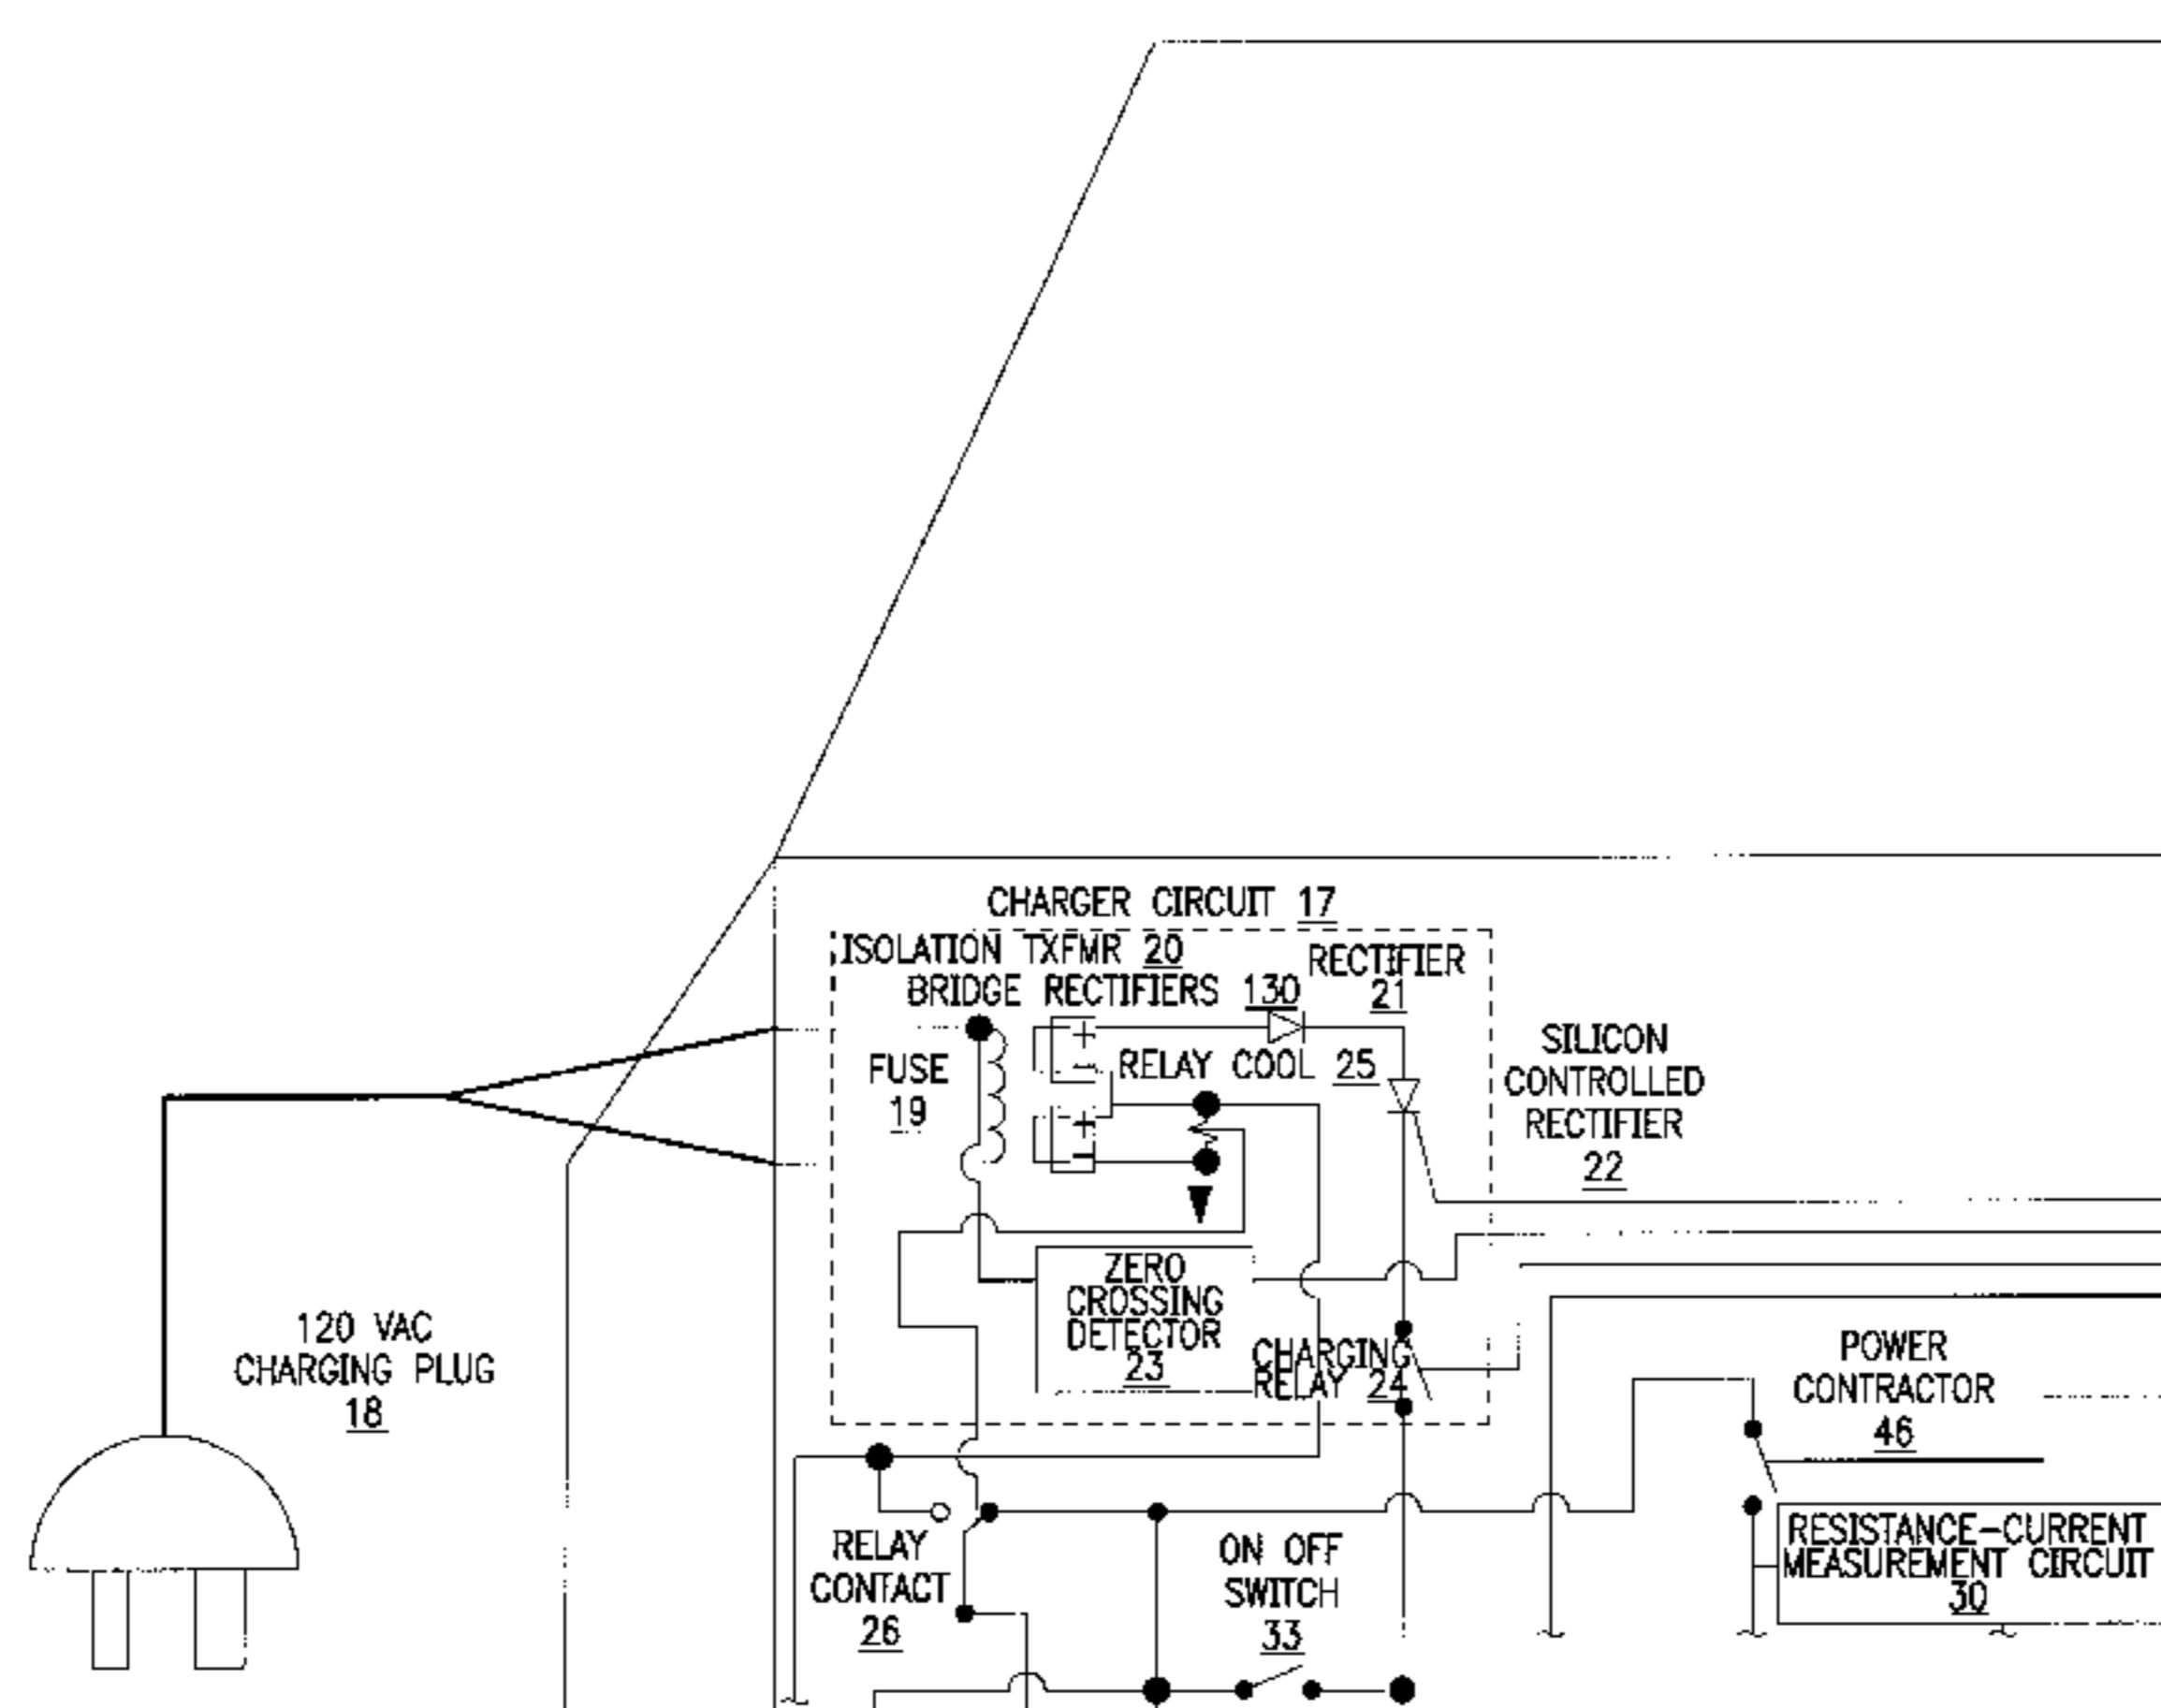 CHARGER CIRCUIT 17
ISOLATION TXFMR 20
BRIDGE RECTIFIERS 130
RECTIFIER
21
FUSE
19
+
-
RELAY COOL 25
+
-
SILICON
CONTROLLED
RECTIFIER
22
ZERO
CROSSING
DETECTOR
23
CHARGING
RELAY 24
120 VAC
CHARGING PLUG
18
POWER
CONTRACTOR
46
RELAY
CONTACT
26
ON OFF
SWITCH
33
RESISTANCE-CURRENT
MEASUREMENT CIRCUIT
30